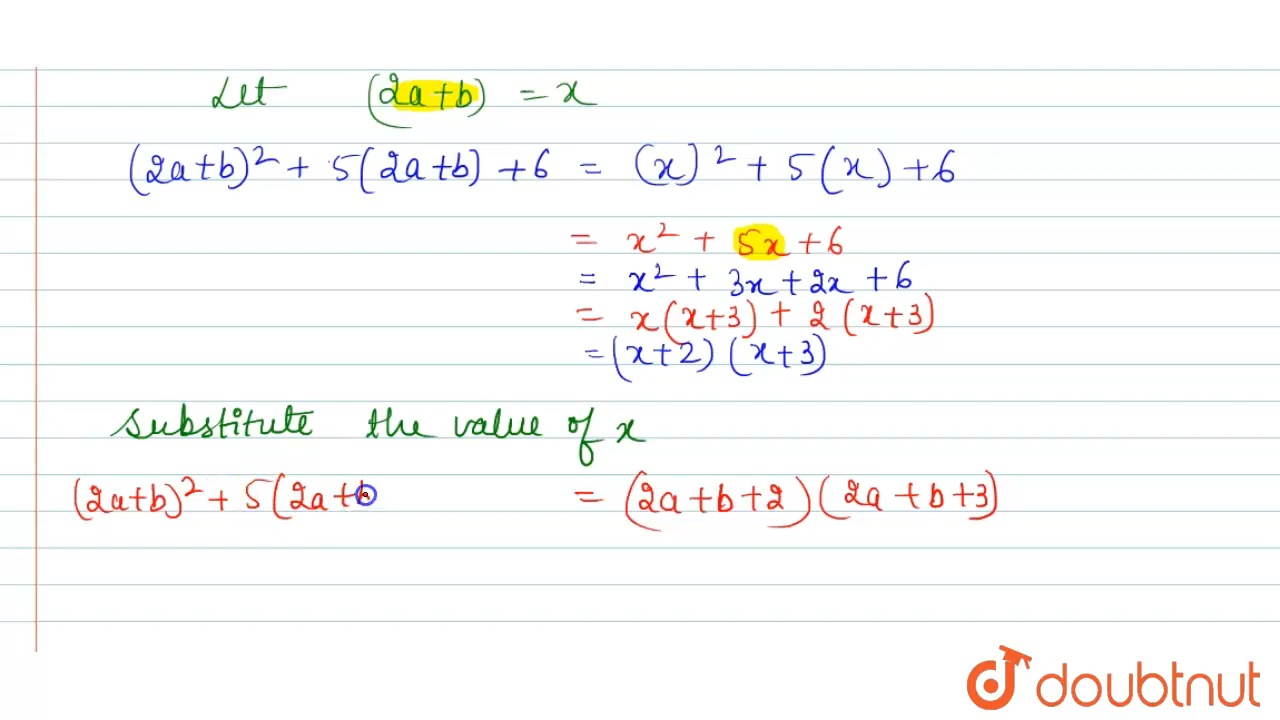 Let (2a+b) = x
(2a+b)² + 5(2a+b) + 6 = (x)² + 5(x) + 6
= x² + 5x + 6
= x² + 3x + 2x + 6
= x(x+3) + 2(x+3)
= (x+2)(x+3)
substitute the value of x
(2a+b)² + 5(2a+b = (2a+b+2)(2a+b+3)
doubtnut